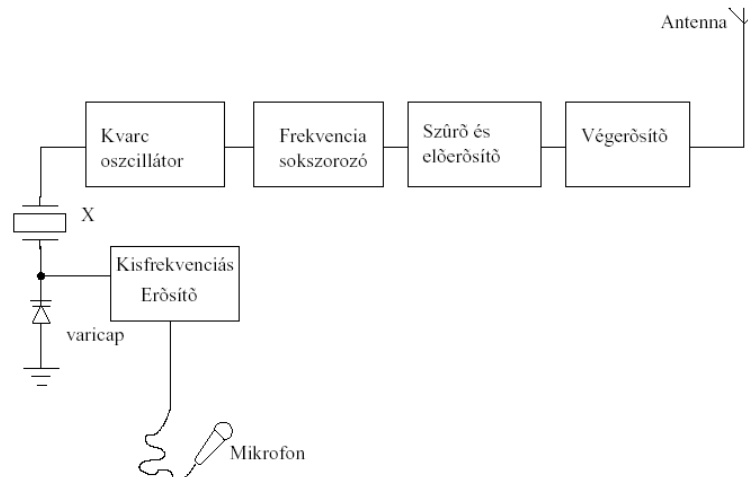 Antenna
Kvarc
oszcillátor
Frekvencia
sokszorozó
Szûrõ és
elõerõsítõ
Végerõsítõ
X
Kisfrekvenciás
Erõsítõ
varicap
Mikrofon